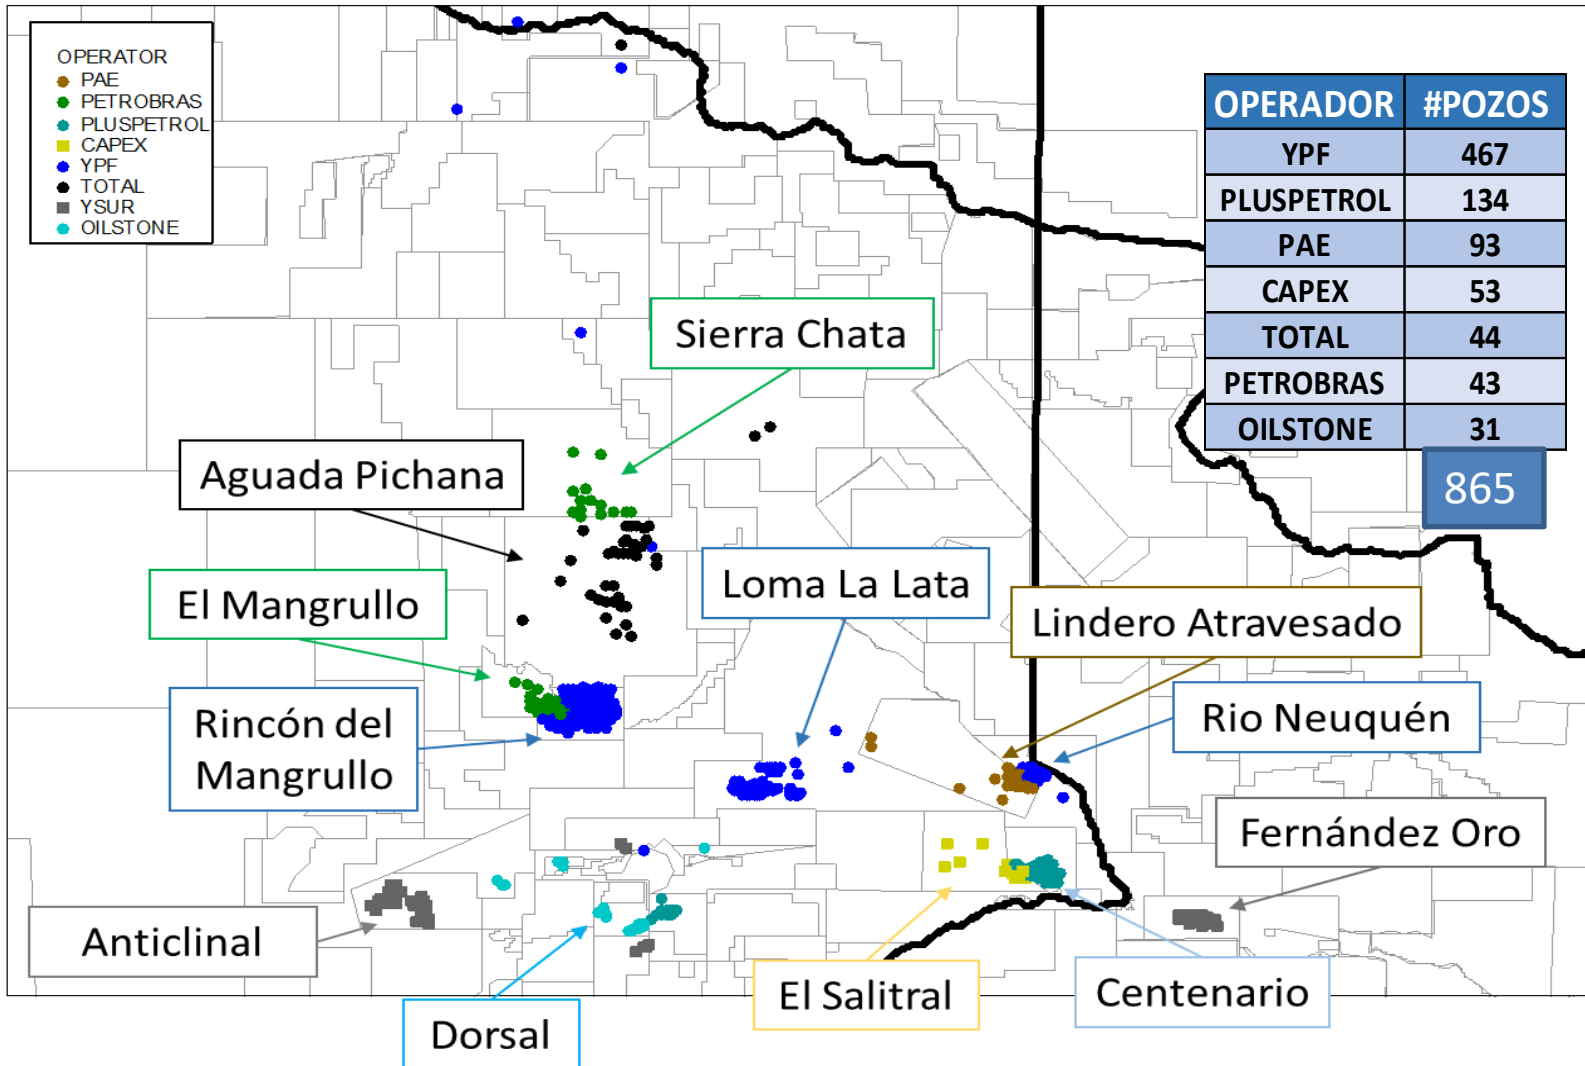 OPERATOR
PAE
PETROBRAS
PLUSPETROL
CAPEX
YPF
TOTAL
YSUR
OILSTONE
OPERADOR #POZOS
YPF 467
PLUSPETROL 134
PAE 93
CAPEX 53
TOTAL 44
PETROBRAS 43
OILSTONE 31
865
Sierra Chata
Aguada Pichana
El Mangrullo
Loma La Lata
Lindero Atravesado
Rincón del
Mangrullo
Rio Neuquén
Fernández Oro
Anticlinal
El Salitral
Centenario
Dorsal